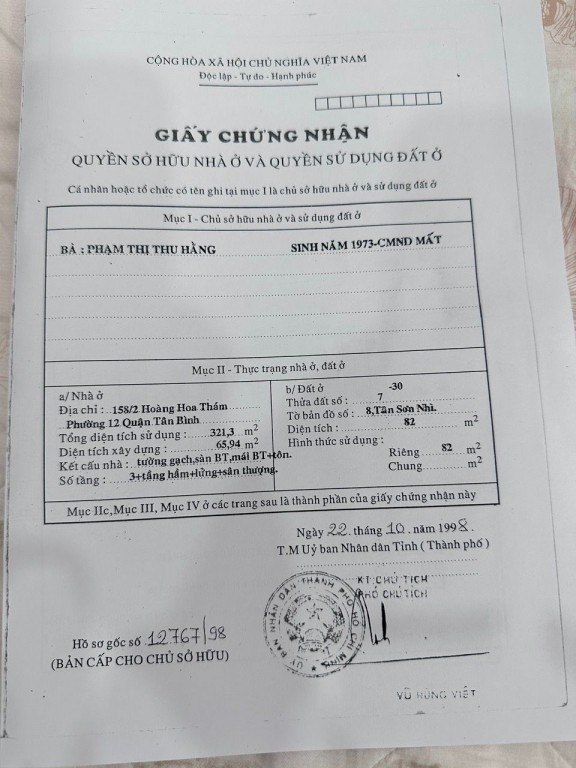 CỘNG HÒA XÃ HỘI CHỦ NGHĨA VIỆT NAM
Độc lập - Tự do - Hạnh phúc
GIẤY CHỨNG NHẬN
QUYỀN SỞ HỮU NHÀ Ở VÀ QUYỀN SỬ DỤNG ĐẤT Ở
Cá nhân hoặc tổ chức có tên ghi tại mục I là chủ sở hữu nhà ở và sử dụng đất ở
Mục I - Chủ sở hữu nhà ở và sử dụng đất ở
BÀ : PHẠM THỊ THU HẰNG SINH NĂM 1973-CMND MẤT
Mục II - Thực trạng nhà ở, đất ở
a/ Nhà ở
Địa chỉ : 158/2 Hoàng Hoa Thám
Phường 12 Quận Tân Bình
Tổng diện tích sử dụng : 321,3 m²
Diện tích xây dựng : 65,94 m²
Kết cấu nhà : tường gạch,sàn BT,mái BT+tôn.
Số tầng : 3+tầng hầm+lửng+sân thượng.
b/ Đất ở -30
Thửa đất số : 7
Tờ bản đồ số : 8,Tân Sơn Nhì.
Diện tích : 82 m²
Hình thức sử dụng :
Riêng 82 m²
Chung m²
Mục IIc,Mục III, Mục IV ở các trang sau là thành phần của giấy chứng nhận này
Ngày 22 tháng 10 năm 1998.
T.M Uỷ ban Nhân dân Tỉnh ( Thành phố )
KT.CHỦ TỊCH
PHÓ CHỦ TỊCH
ỦY BAN NHÂN DÂN THÀNH PHỐ HỒ CHÍ MINH
Hồ sơ gốc số 12767/98
(BẢN CẤP CHO CHỦ SỞ HỮU)
VŨ HÙNG VIỆT